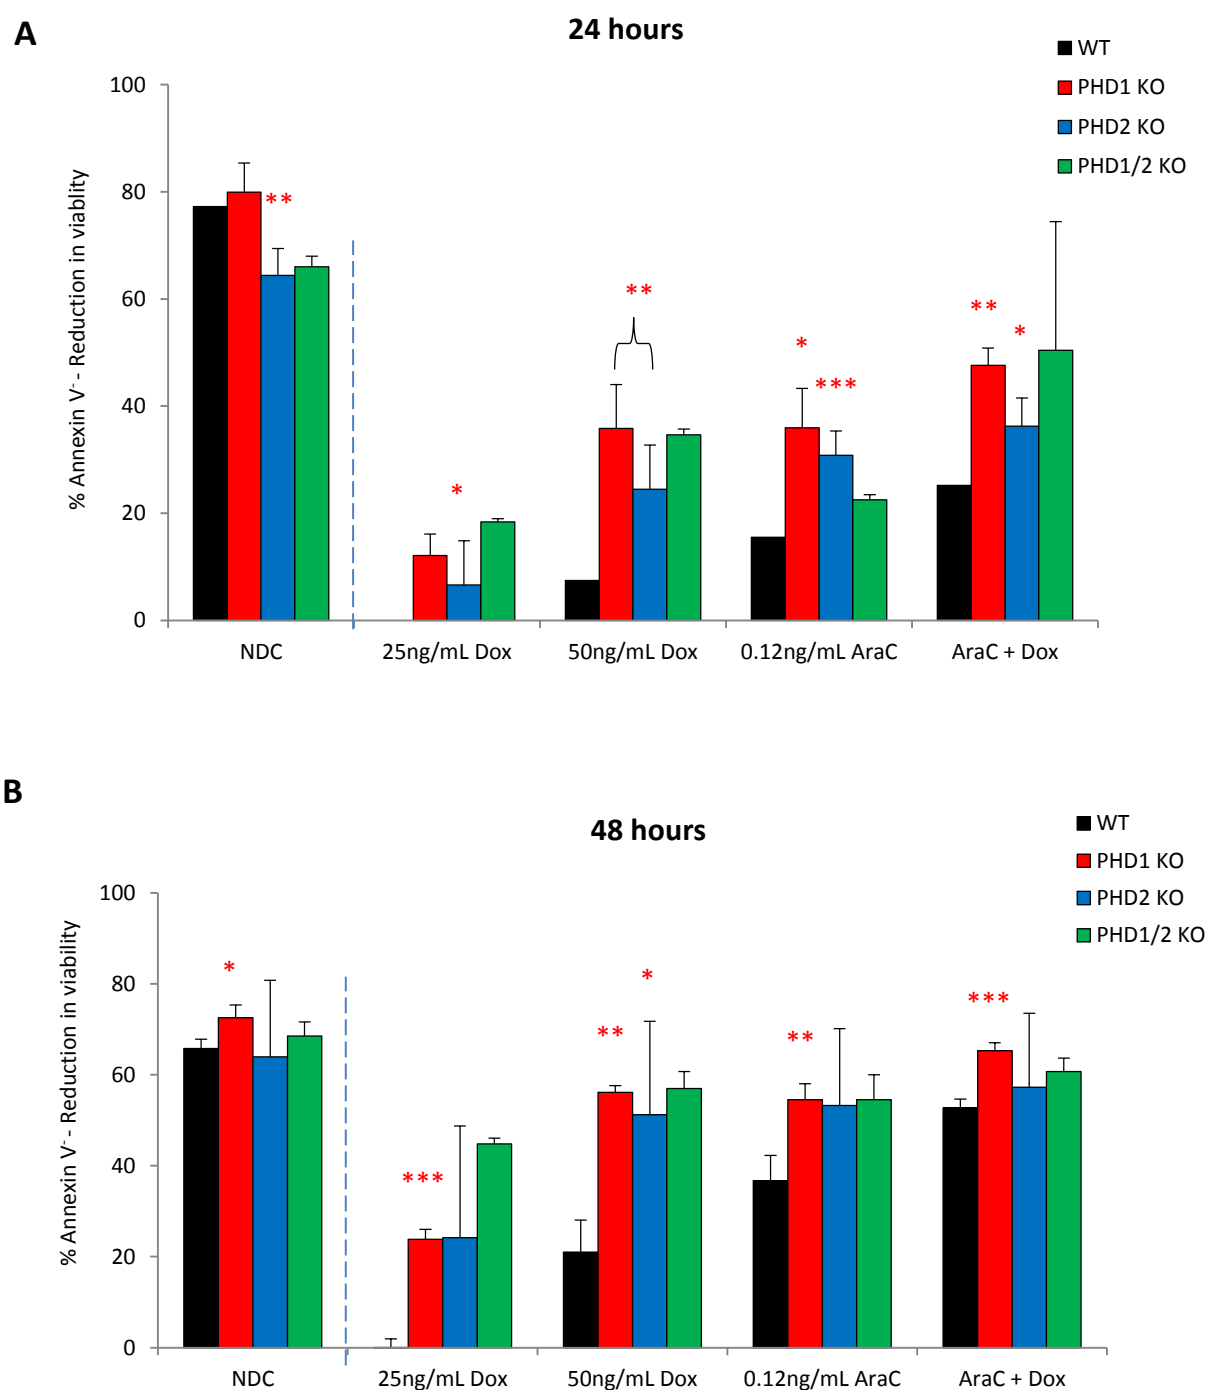 A
24 hours
WT
PHD1 KO
PHD2 KO
PHD1/2 KO
% Annexin V⁻ - Reduction in viablity
100
80
60
40
20
0
**
*
**
*
***
**
*
NDC
25ng/mL Dox
50ng/mL Dox
0.12ng/mL AraC
AraC + Dox
B
48 hours
WT
PHD1 KO
PHD2 KO
PHD1/2 KO
% Annexin V⁻ - Reduction in viability
100
80
60
40
20
0
*
***
**
*
**
***
NDC
25ng/mL Dox
50ng/mL Dox
0.12ng/mL AraC
AraC + Dox